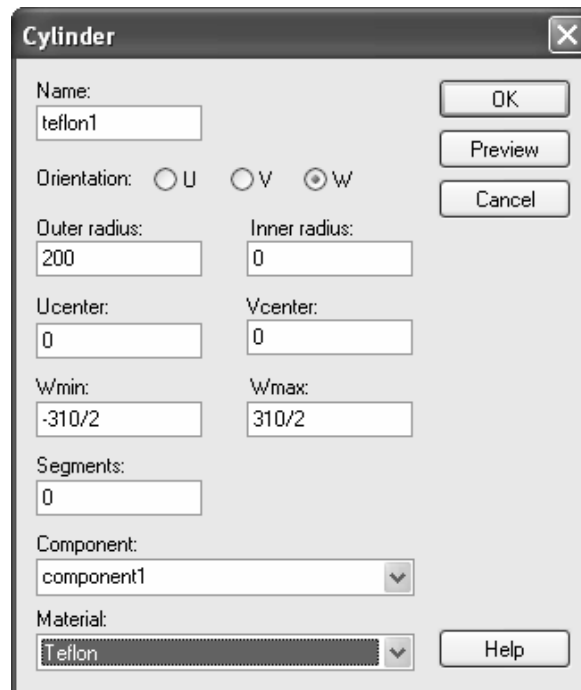 Cylinder
Name:
OK
teflon1
Preview
Orientation: U V W
Cancel
Outer radius: Inner radius:
200 0
Ucenter: Vcenter:
0 0
Wmin: Wmax:
-310/2 310/2
Segments:
0
Component:
component1
Material:
Teflon
Help